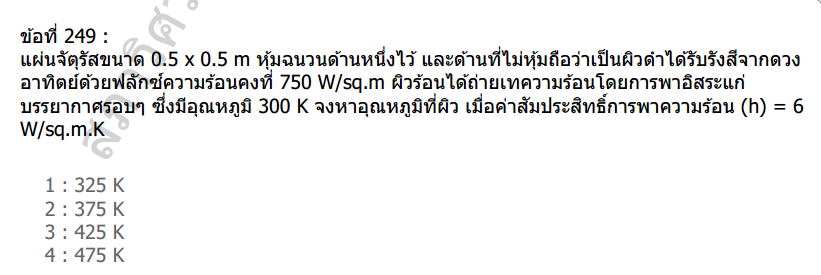 ข้อที่ 249 :
แผ่นจัตุรัสขนาด 0.5 x 0.5 m หุ้มฉนวนด้านหนึ่งไว้ และด้านที่ไม่หุ้มถือว่าเป็นผิวดำได้รับรังสีจากดวง
อาทิตย์ด้วยฟลักซ์ความร้อนคงที่ 750 W/sq.m ผิวร้อนได้ถ่ายเทความร้อนโดยการพาอิสระแก่
บรรยากาศรอบๆ ซึ่งมีอุณหภูมิ 300 K จงหาอุณหภูมิที่ผิว เมื่อค่าสัมประสิทธิ์การพาความร้อน (h) = 6
W/sq.m.K
1 : 325 K
2 : 375 K
3 : 425 K
4 : 475 K